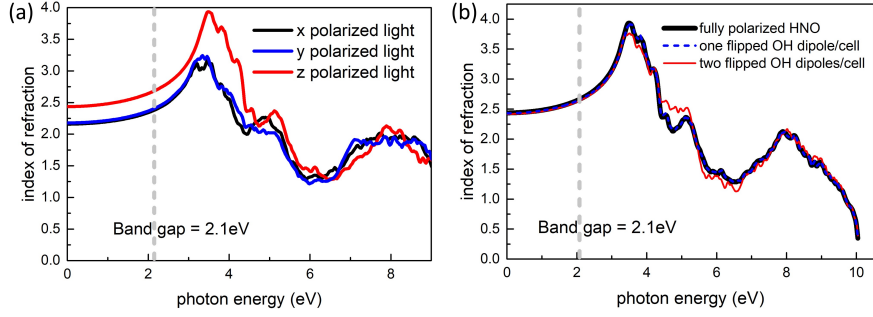 (a)
x polarized light
y polarized light
z polarized light
index of refraction
4.0
3.5
3.0
2.5
2.0
1.5
1.0
0.5
0.0
Band gap = 2.1eV
0 2 4 6 8
photon energy (eV)
(b)
fully polarized HNO
one flipped OH dipole/cell
two flipped OH dipoles/cell
index of refraction
4.0
3.5
3.0
2.5
2.0
1.5
1.0
0.5
0.0
Band gap = 2.1eV
0 2 4 6 8 10
photon energy (eV)